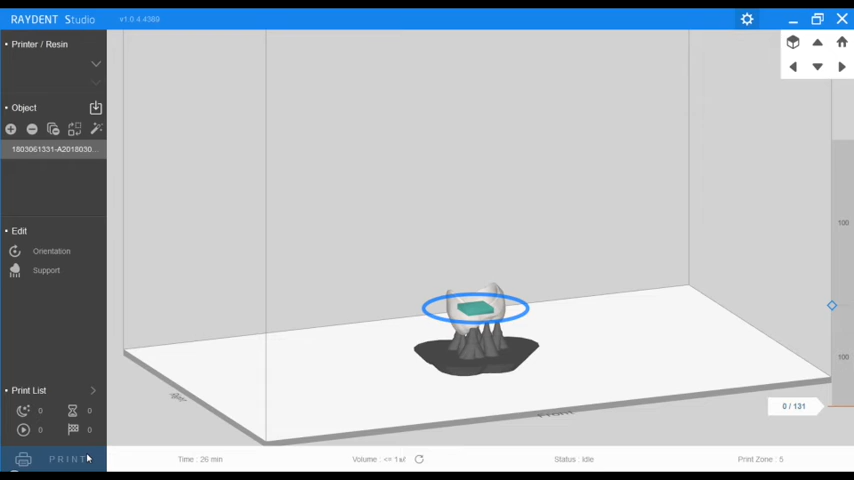 RAYDENT Studio v1.0.4.4389
Printer / Resin
Object
1803061331-A2018030...
100
Edit
Orientation
Support
100
Print List
0 / 131
0 0
Front
0 0
PRINT
Time : 26 min
Volume : <= 1㎖
Status : Idle
Print Zone : 5